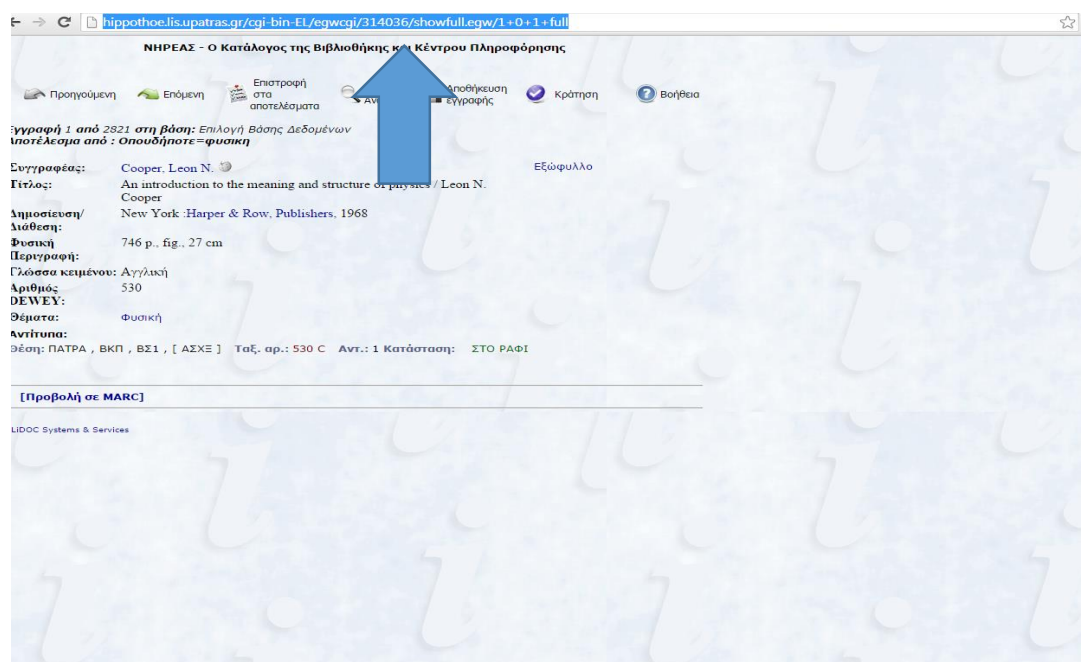 hippothoe.lis.upatras.gr/cgi-bin-EL/egwcgi/314036/showfull.egw/1+0+1+full
ΝΗΡΕΑΣ - Ο Κατάλογος της Βιβλιοθήκης και Κέντρου Πληροφόρησης
Προηγούμενη
Επόμενη
Επιστροφή
στα
αποτελέσματα
Αποθήκευση
εγγραφής
Κράτηση
Βοήθεια
Εγγραφή 1 από 2821 στη βάση: Επιλογή Βάσης Δεδομένων
Αποτέλεσμα από : Οπουδήποτε=φυσικη
Συγγραφέας: Cooper, Leon N. Εξώφυλλο
Τίτλος: An introduction to the meaning and structure of physics / Leon N.
Cooper
Δημοσίευση/ New York :Harper & Row, Publishers, 1968
Διάθεση:
Φυσική 746 p., fig., 27 cm
Περιγραφή:
Γλώσσα κειμένου: Αγγλική
Αριθμός 530
DEWEY:
Θέματα: Φυσική
Αντίτυπα:
Θέση: ΠΑΤΡΑ , ΒΚΠ , ΒΣ1 , [ ΑΣΧΞ ] Ταξ. αρ.: 530 C Αντ.: 1 Κατάσταση: ΣΤΟ ΡΑΦΙ
[Προβολή σε MARC]
LiDOC Systems & Services